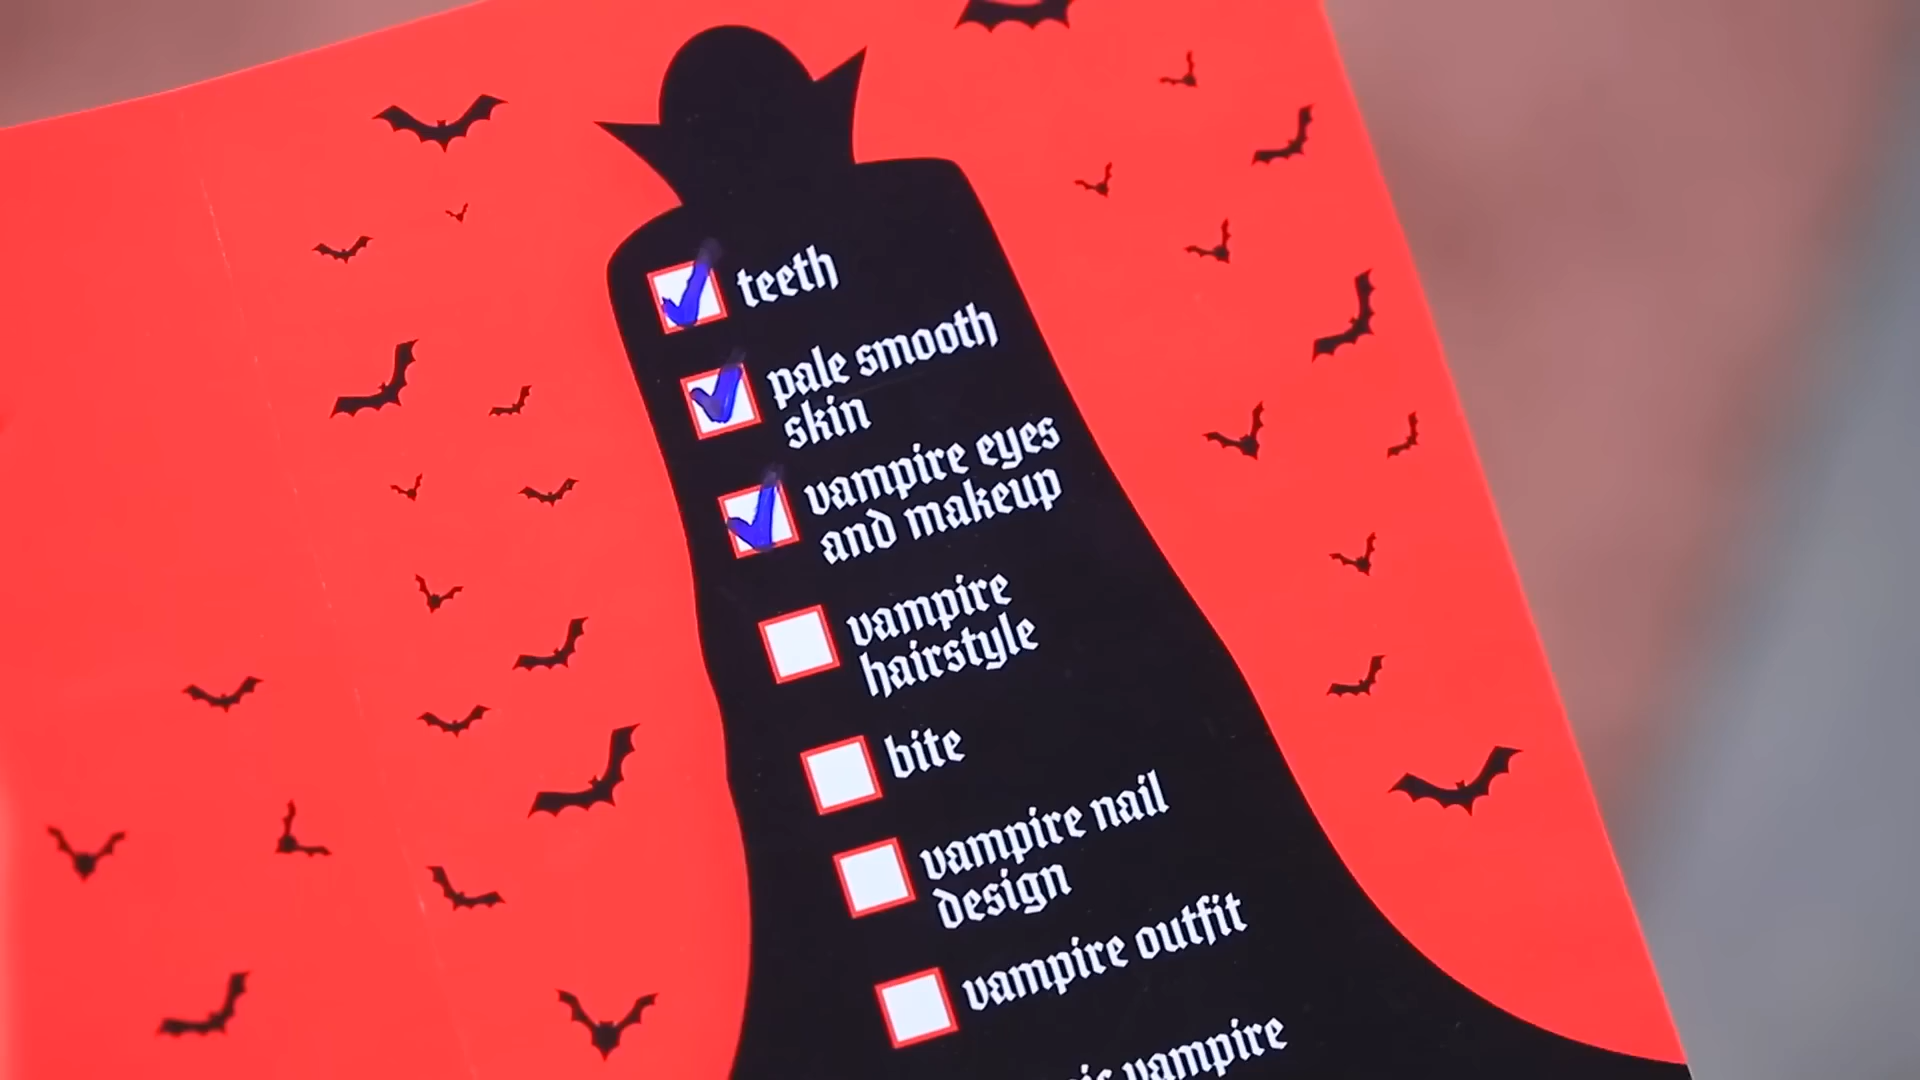 teeth
pale smooth
skin
vampire eyes
and makeup
vampire
hairstyle
bite
vampire nail
design
vampire outfit
vampire